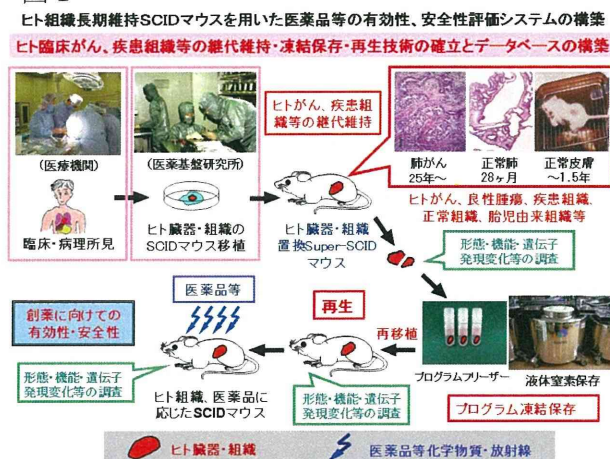 ヒト組織長期維持SCIDマウスを用いた医薬品等の有効性、安全性評価システムの構築
ヒト臨床がん、疾患組織等の継代維持・凍結保存・再生技術の確立とデータベースの構築
(医療機関)
臨床・病理所見
(医薬基盤研究所)
ヒト臓器・組織の
SCIDマウス移植
ヒトがん、疾患組
織等の継代維持
ヒト臓器・組織
置換Super-SCID
マウス
肺がん
25年~
正常肺
28ヶ月
正常皮膚
~1.5年
ヒトがん、良性腫瘍、疾患組織、
正常組織、胎児由来組織等
形態・機能・遺伝子
発現変化等の調査
プログラムフリーザー
液体窒素保存
プログラム凍結保存
再移植
再生
形態・機能・遺伝子
発現変化等の調査
医薬品等
ヒト組織、医薬品に
応じたSCIDマウス
創薬に向けての
有効性・安全性
形態・機能・遺伝子
発現変化等の調査
ヒト臓器・組織
医薬品等化学物質・放射線